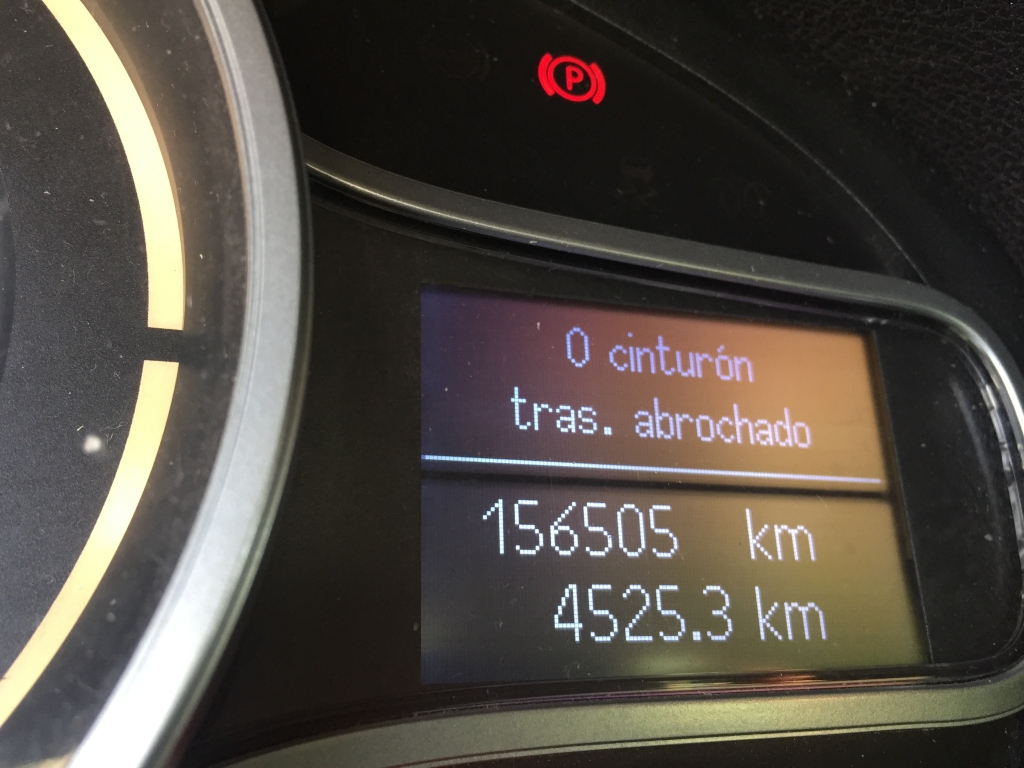 P
0 cinturón
tras. abrochado
156505 km
4525.3 km